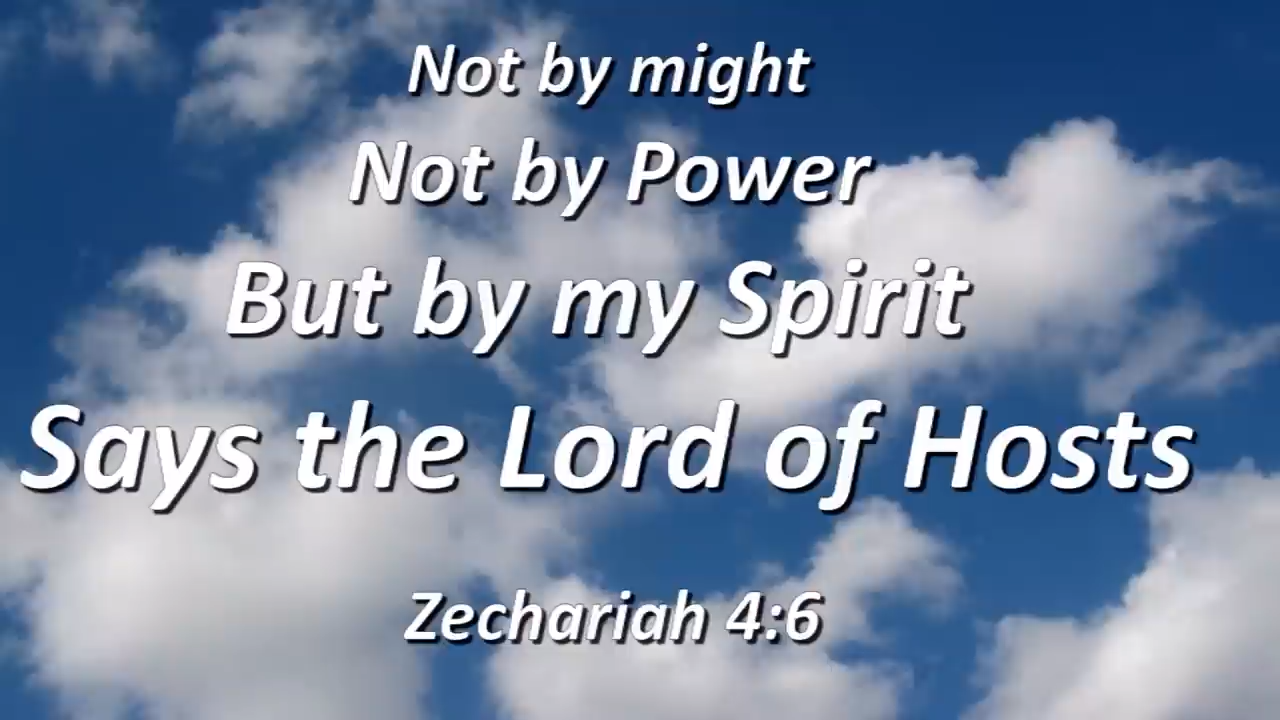 Not by might
Not by Power
But by my Spirit
Says the Lord of Hosts
Zechariah 4:6